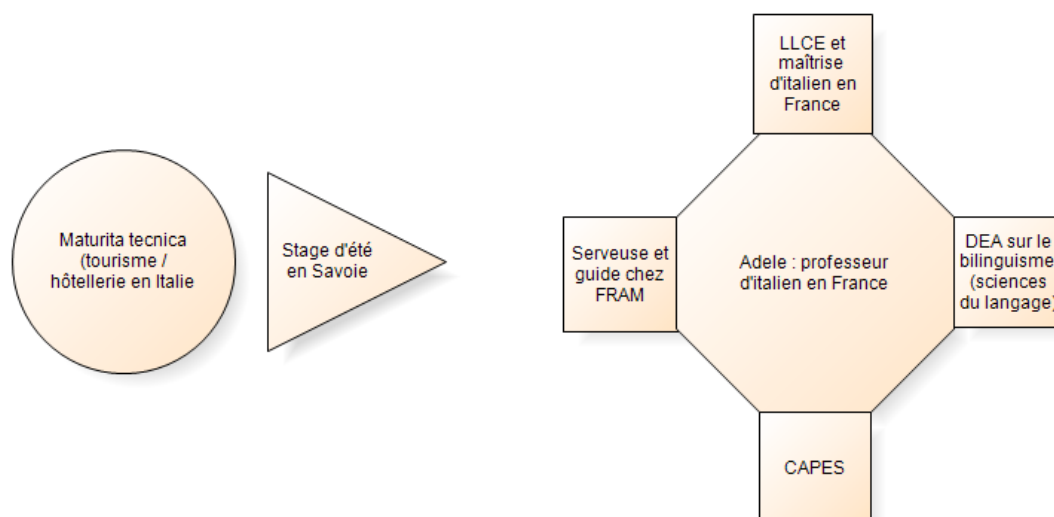 Maturita tecnica
(tourisme /
hôtellerie en Italie
Stage d'été
en Savoie
LLCE et
maîtrise
d'italien en
France
Serveuse et
guide chez
FRAM
Adele : professeur
d'italien en France
DEA sur le
bilinguisme
(sciences
du langage)
CAPES